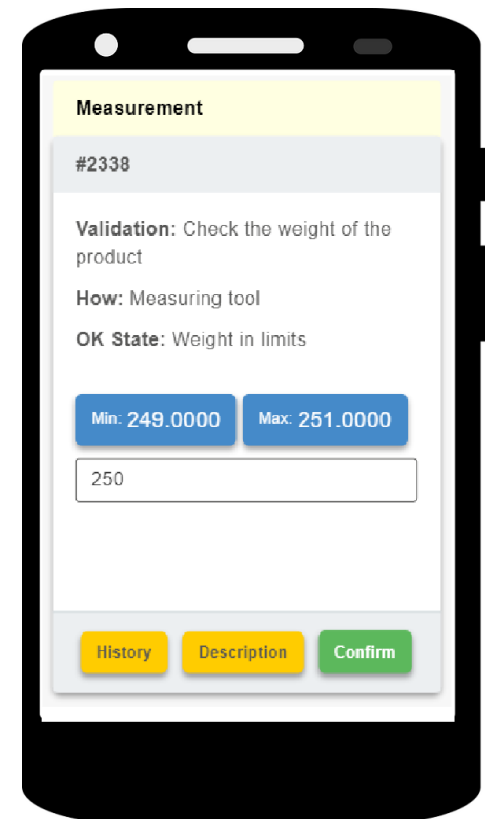 Measurement
#2338
Validation: Check the weight of the
product
How: Measuring tool
OK State: Weight in limits
Min: 249.0000 Max: 251.0000
250
History Description Confirm